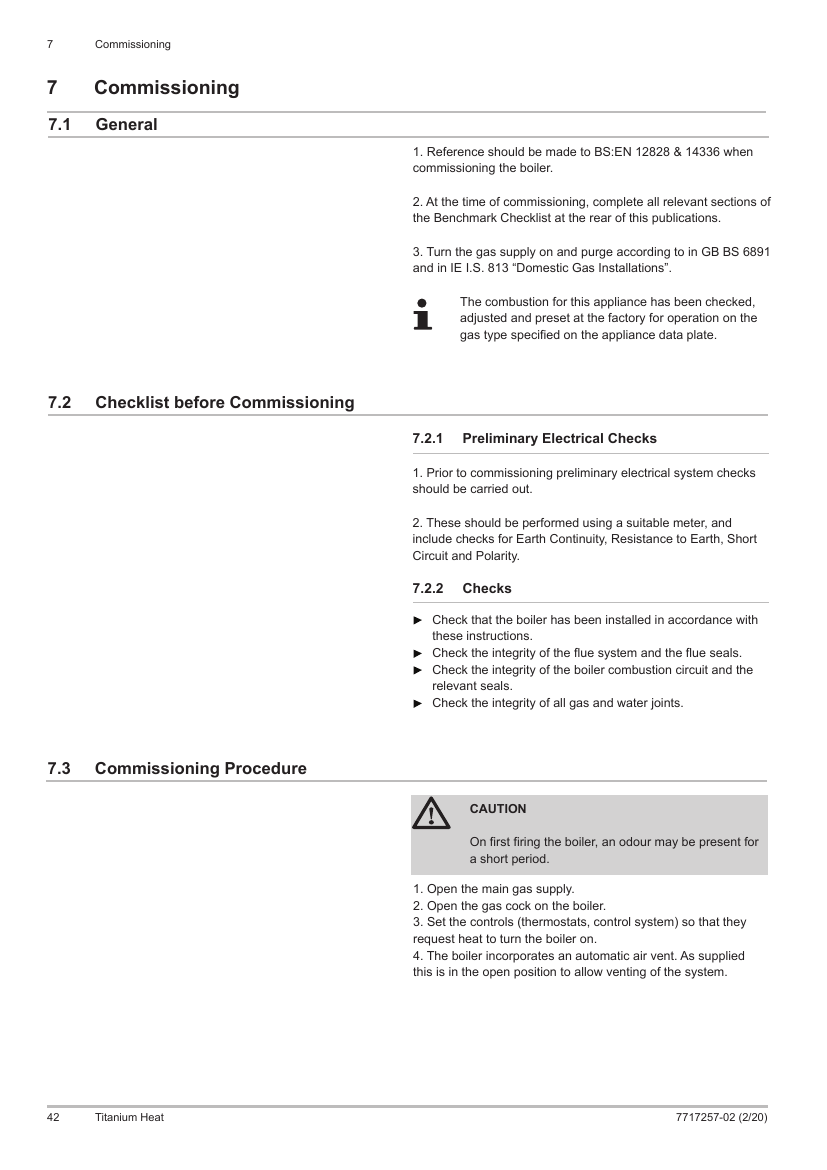 7 Commissioning
7 Commissioning
7.1 General
1. Reference should be made to BS:EN 12828 & 14336 when
commissioning the boiler.
2. At the time of commissioning, complete all relevant sections of
the Benchmark Checklist at the rear of this publications.
3. Turn the gas supply on and purge according to in GB BS 6891
and in IE I.S. 813 “Domestic Gas Installations”.
The combustion for this appliance has been checked,
adjusted and preset at the factory for operation on the
gas type specified on the appliance data plate.
7.2 Checklist before Commissioning
7.2.1 Preliminary Electrical Checks
1. Prior to commissioning preliminary electrical system checks
should be carried out.
2. These should be performed using a suitable meter, and
include checks for Earth Continuity, Resistance to Earth, Short
Circuit and Polarity.
7.2.2 Checks
► Check that the boiler has been installed in accordance with
these instructions.
► Check the integrity of the flue system and the flue seals.
► Check the integrity of the boiler combustion circuit and the
relevant seals.
► Check the integrity of all gas and water joints.
7.3 Commissioning Procedure
CAUTION
On first firing the boiler, an odour may be present for
a short period.
1. Open the main gas supply.
2. Open the gas cock on the boiler.
3. Set the controls (thermostats, control system) so that they
request heat to turn the boiler on.
4. The boiler incorporates an automatic air vent. As supplied
this is in the open position to allow venting of the system.
42 Titanium Heat 7717257-02 (2/20)